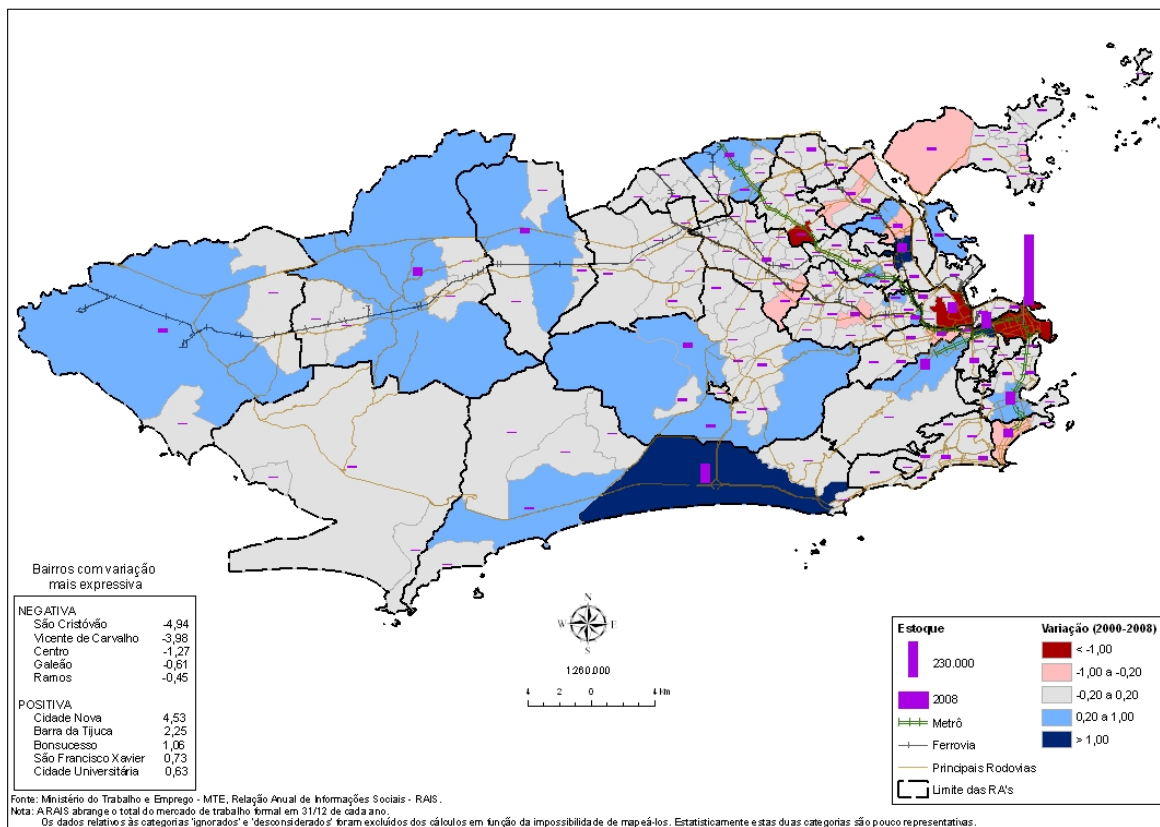 N
W E
S
1:260.000
4 2 0 4 Km
Bairros com variação
mais expressiva
NEGATIVA
São Cristóvão -4,94
Vicente de Carvalho -3,98
Centro -1,27
Galeão -0,61
Ramos -0,45
POSITIVA
Cidade Nova 4,53
Barra da Tijuca 2,25
Bonsucesso 1,06
São Francisco Xavier 0,73
Cidade Universitária 0,63
Estoque
230.000
2008
Metrô
Ferrovia
Principais Rodovias
Limite das RA's
Variação (2000-2008)
< -1,00
-1,00 a -0,20
-0,20 a 0,20
0,20 a 1,00
> 1,00
Fonte: Ministério do Trabalho e Emprego - MTE, Relação Anual de Informações Sociais - RAIS.
Nota: A RAIS abrange o total do mercado de trabalho formal em 31/12 de cada ano.
Os dados relativos às categorias 'ignorados' e 'desconsiderados' foram excluídos dos cálculos em função da impossibilidade de mapeá-los. Estatisticamente estas duas categorias são pouco representativas.